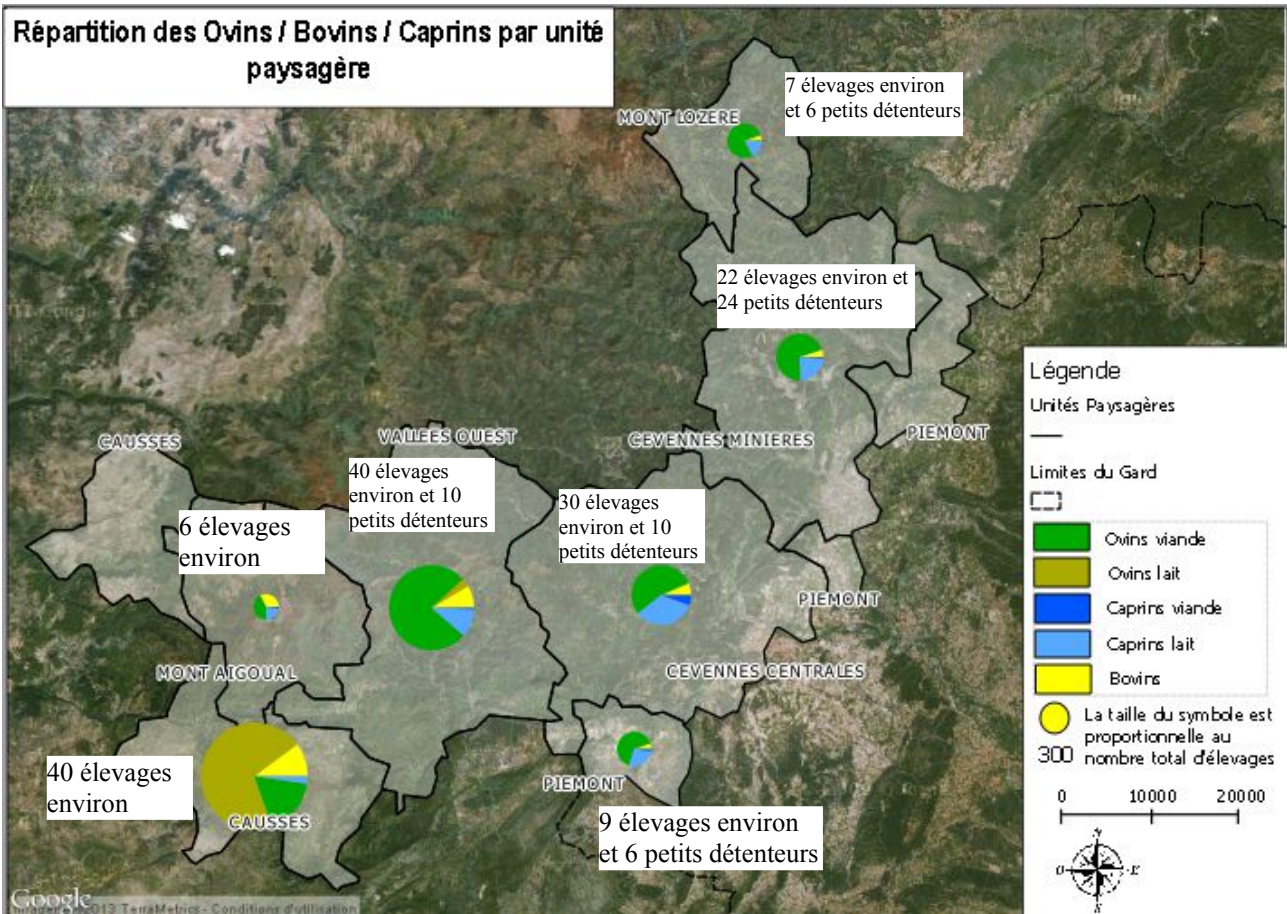 Répartition des Ovins / Bovins / Caprins par unité
paysagère
7 élevages environ
et 6 petits détenteurs
MONT LOZERE
22 élevages environ et
24 petits détenteurs
CAUSSES
VALLEES OUEST
CEVENNES MINIERES
PIEMONT
40 élevages
environ et 10
petits détenteurs
30 élevages
environ et 10
petits détenteurs
6 élevages
environ
PIEMONT
MONT AIGOUAL
CEVENNES CENTRALES
40 élevages
environ
CAUSSES
PIEMONT
9 élevages environ
et 6 petits détenteurs
Légende
Unités Paysagères
Limites du Gard
Ovins viande
Ovins lait
Caprins viande
Caprins lait
Bovins
La taille du symbole est
proportionnelle au
300 nombre total d'élevages
0 10000 20000
N
O E
S
Google
2013 TerraMetrics - Conditions d'utilisation